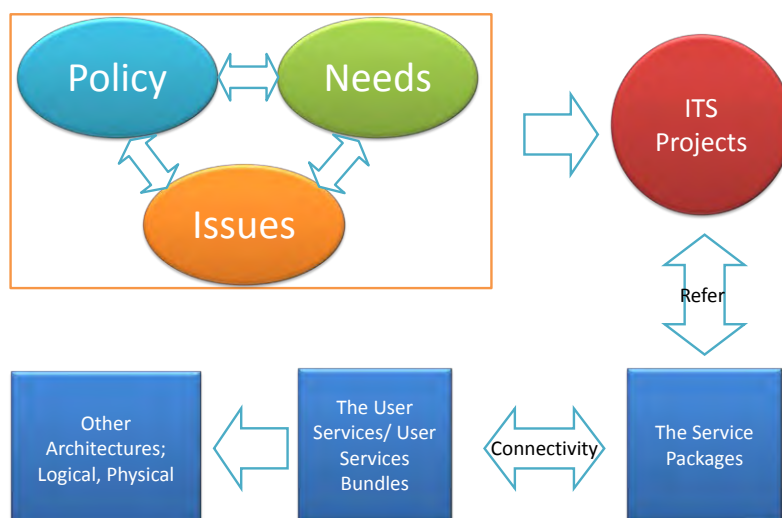 Policy
Needs
Issues
ITS
Projects
Refer
Other
Architectures;
Logical, Physical
The User
Services/ User
Services
Bundles
Connectivity
The Service
Packages